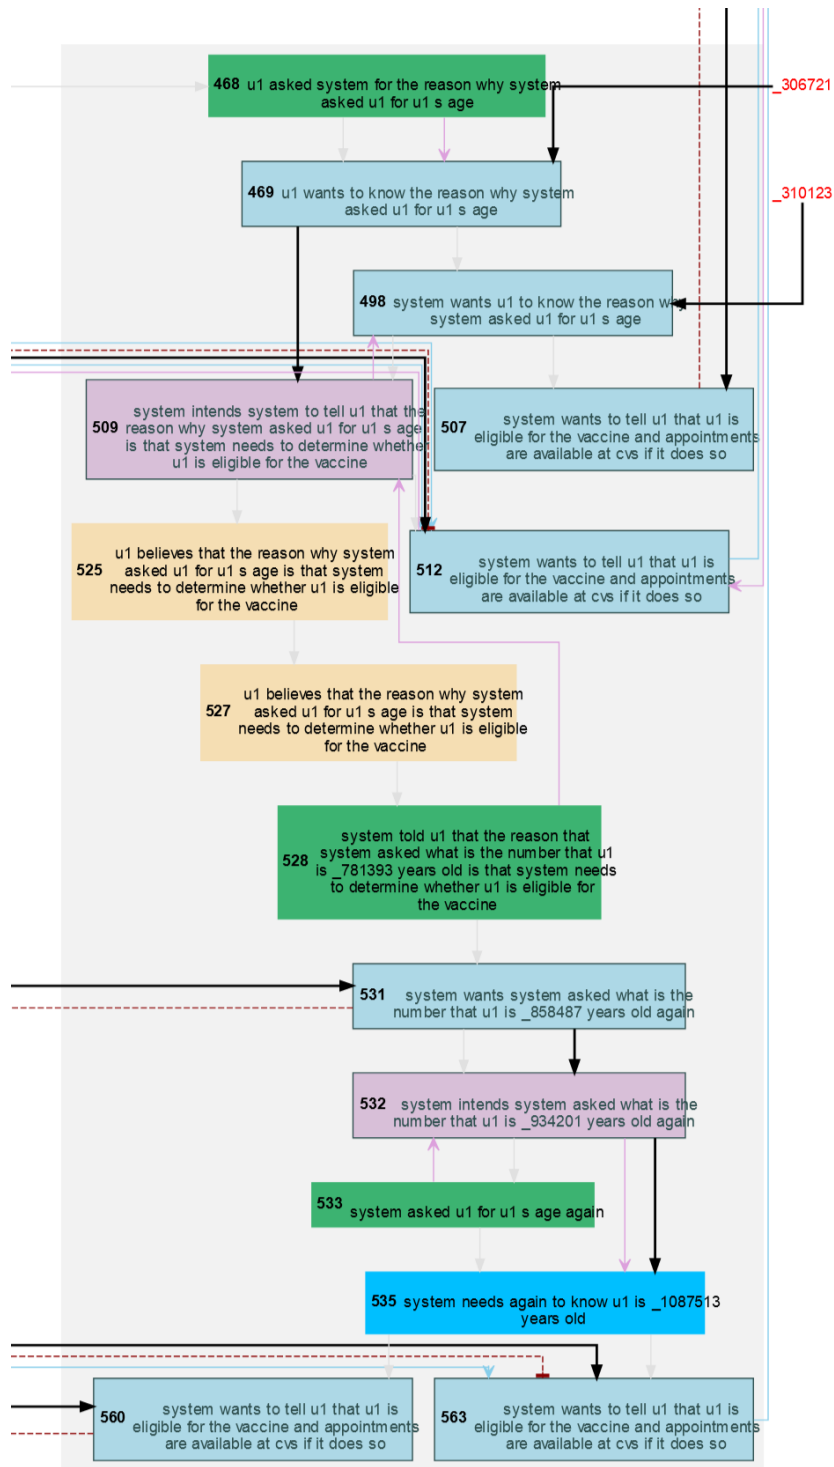 468 u1 asked system for the reason why system
asked u1 for u1 s age
_306721
469 u1 wants to know the reason why system
asked u1 for u1 s age
_310123
498 system wants u1 to know the reason why
system asked u1 for u1 s age
509 system intends system to tell u1 that the
reason why system asked u1 for u1 s age
is that system needs to determine whether
u1 is eligible for the vaccine
507 system wants to tell u1 that u1 is
eligible for the vaccine and appointments
are available at cvs if it does so
525 u1 believes that the reason why system
asked u1 for u1 s age is that system
needs to determine whether u1 is eligible
for the vaccine
512 system wants to tell u1 that u1 is
eligible for the vaccine and appointments
are available at cvs if it does so
527 u1 believes that the reason why system
asked u1 for u1 s age is that system
needs to determine whether u1 is eligible
for the vaccine
528 system told u1 that the reason that
system asked what is the number that u1
is _781393 years old is that system needs
to determine whether u1 is eligible for
the vaccine
531 system wants system asked what is the
number that u1 is _858487 years old again
532 system intends system asked what is the
number that u1 is _934201 years old again
533 system asked u1 for u1 s age again
535 system needs again to know u1 is _1087513
years old
560 system wants to tell u1 that u1 is
eligible for the vaccine and appointments
are available at cvs if it does so
563 system wants to tell u1 that u1 is
eligible for the vaccine and appointments
are available at cvs if it does so